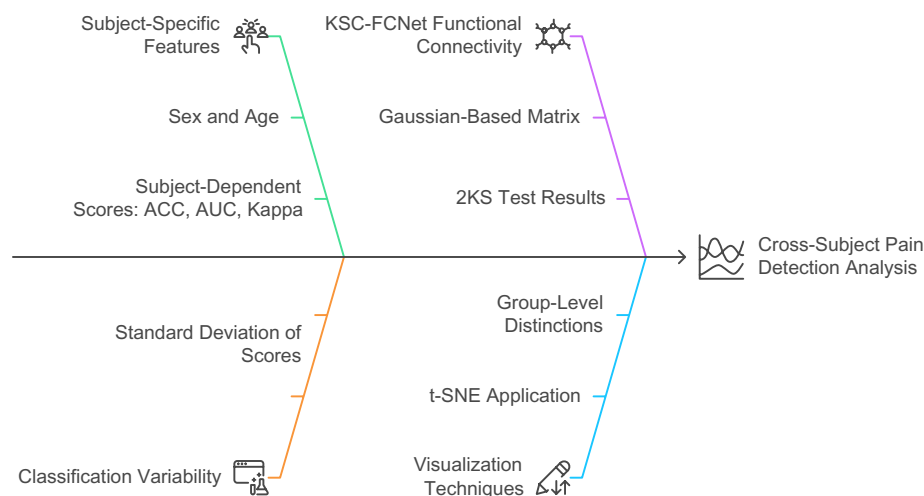 Subject-Specific
Features
Sex and Age
Subject-Dependent
Scores: ACC, AUC, Kappa
KSC-FCNet Functional
Connectivity
Gaussian-Based Matrix
2KS Test Results
Cross-Subject Pain
Detection Analysis
Standard Deviation of
Scores
Classification Variability
Group-Level
Distinctions
t-SNE Application
Visualization
Techniques